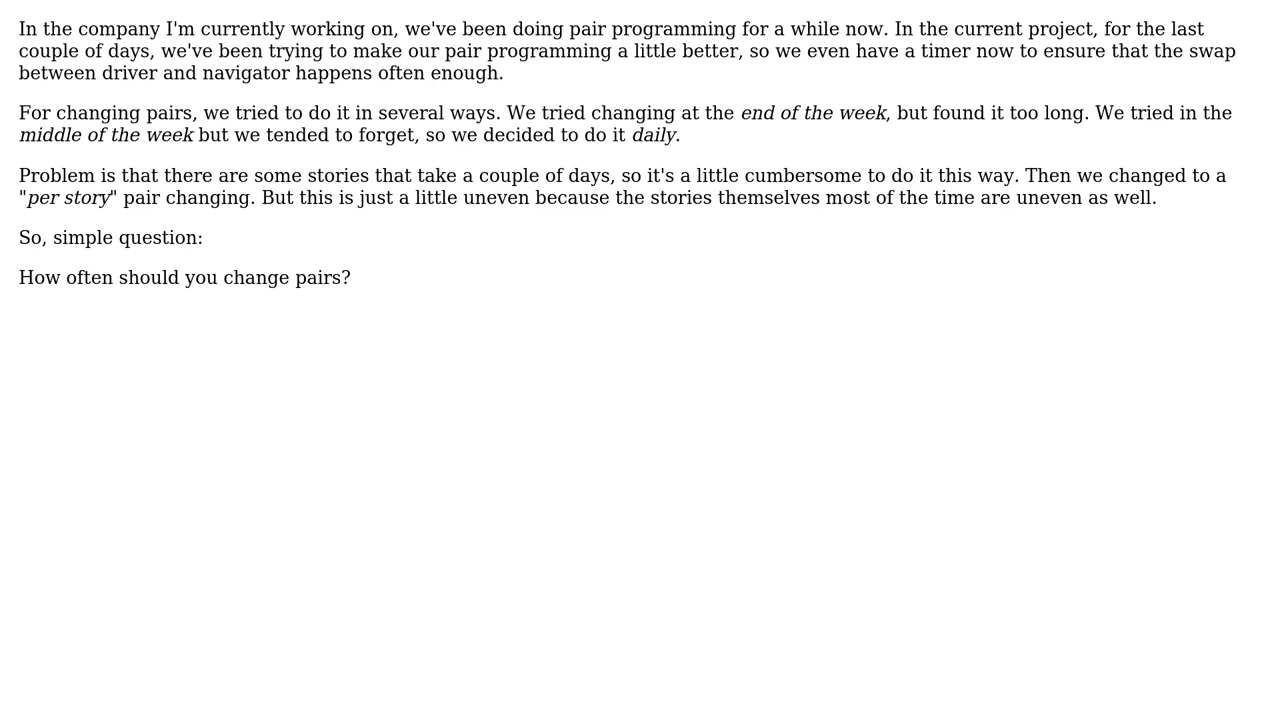 In the company I'm currently working on, we've been doing pair programming for a while now. In the current project, for the last
couple of days, we've been trying to make our pair programming a little better, so we even have a timer now to ensure that the swap
between driver and navigator happens often enough.
For changing pairs, we tried to do it in several ways. We tried changing at the end of the week, but found it too long. We tried in the
middle of the week but we tended to forget, so we decided to do it daily.
Problem is that there are some stories that take a couple of days, so it's a little cumbersome to do it this way. Then we changed to a
"per story" pair changing. But this is just a little uneven because the stories themselves most of the time are uneven as well.
So, simple question:
How often should you change pairs?